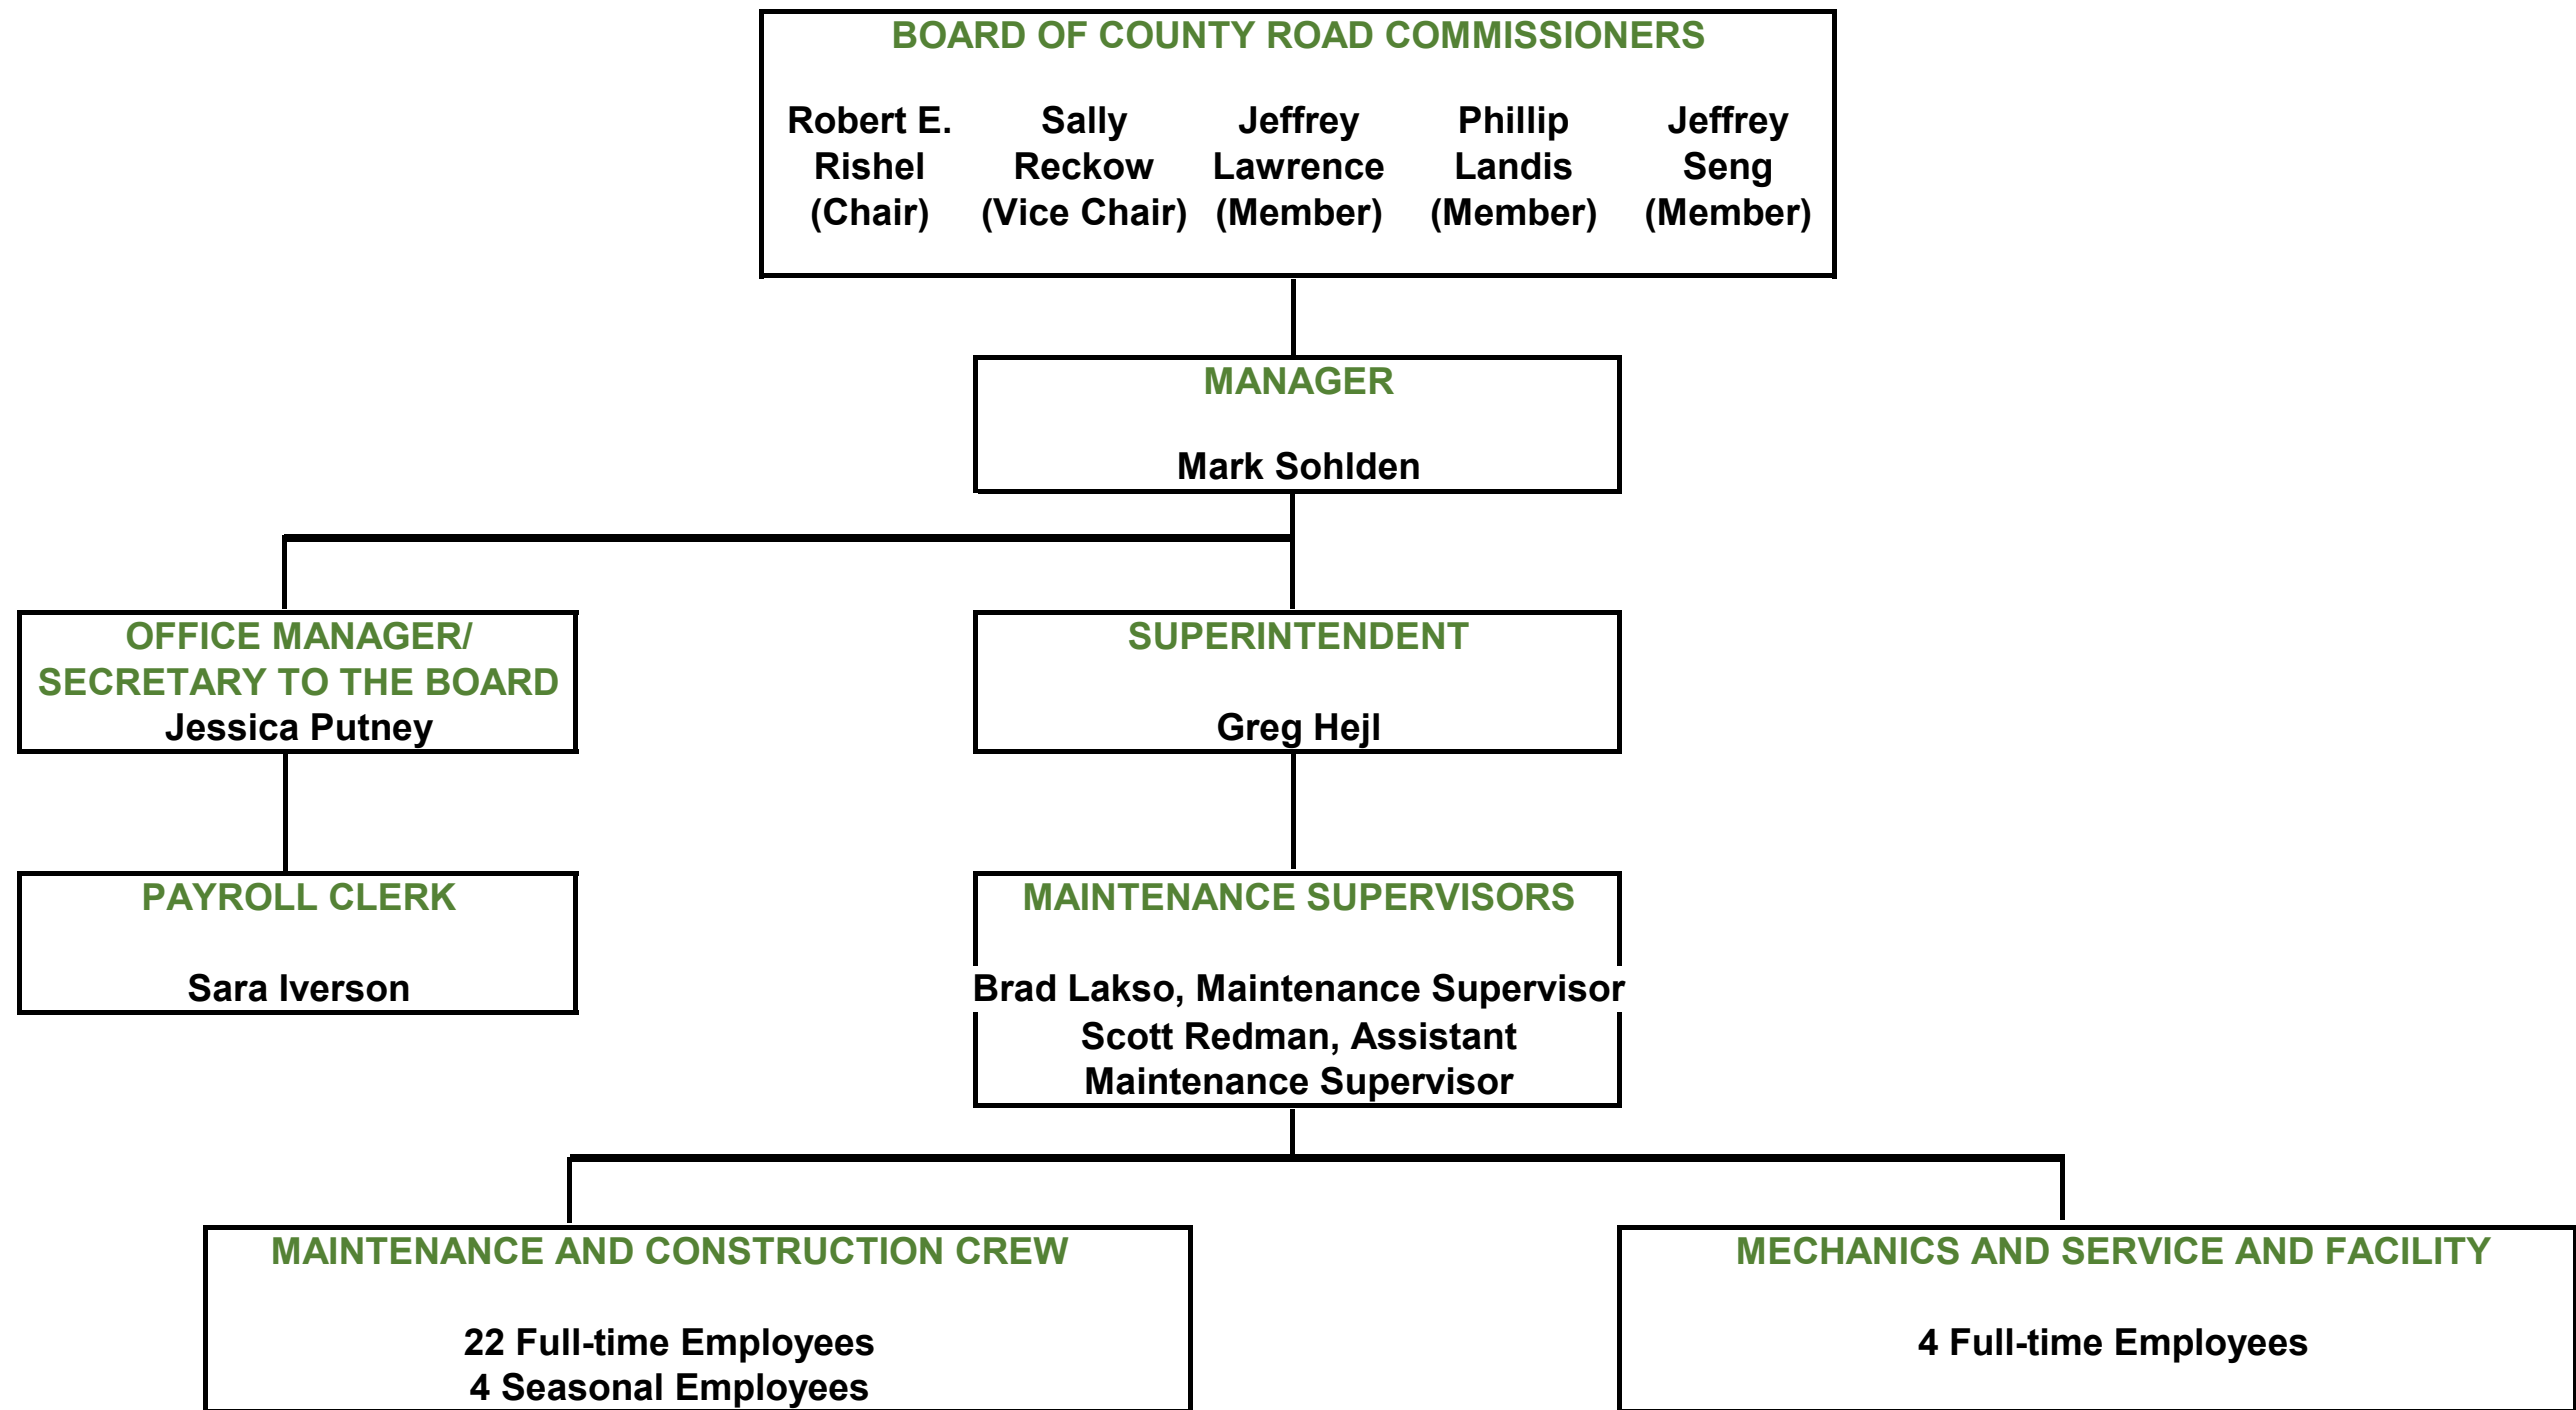 BOARD OF COUNTY ROAD COMMISSIONERS
Robert E. Rishel (Chair)
Sally Reckow (Vice Chair)
Jeffrey Lawrence (Member)
Phillip Landis (Member)
Jeffrey Seng (Member)
MANAGER
Mark Sohlden
OFFICE MANAGER/
SECRETARY TO THE BOARD
Jessica Putney
SUPERINTENDENT
Greg Hejl
PAYROLL CLERK
Sara Iverson
MAINTENANCE SUPERVISORS
Brad Lakso, Maintenance Supervisor
Scott Redman, Assistant
Maintenance Supervisor
MAINTENANCE AND CONSTRUCTION CREW
22 Full-time Employees
4 Seasonal Employees
MECHANICS AND SERVICE AND FACILITY
4 Full-time Employees